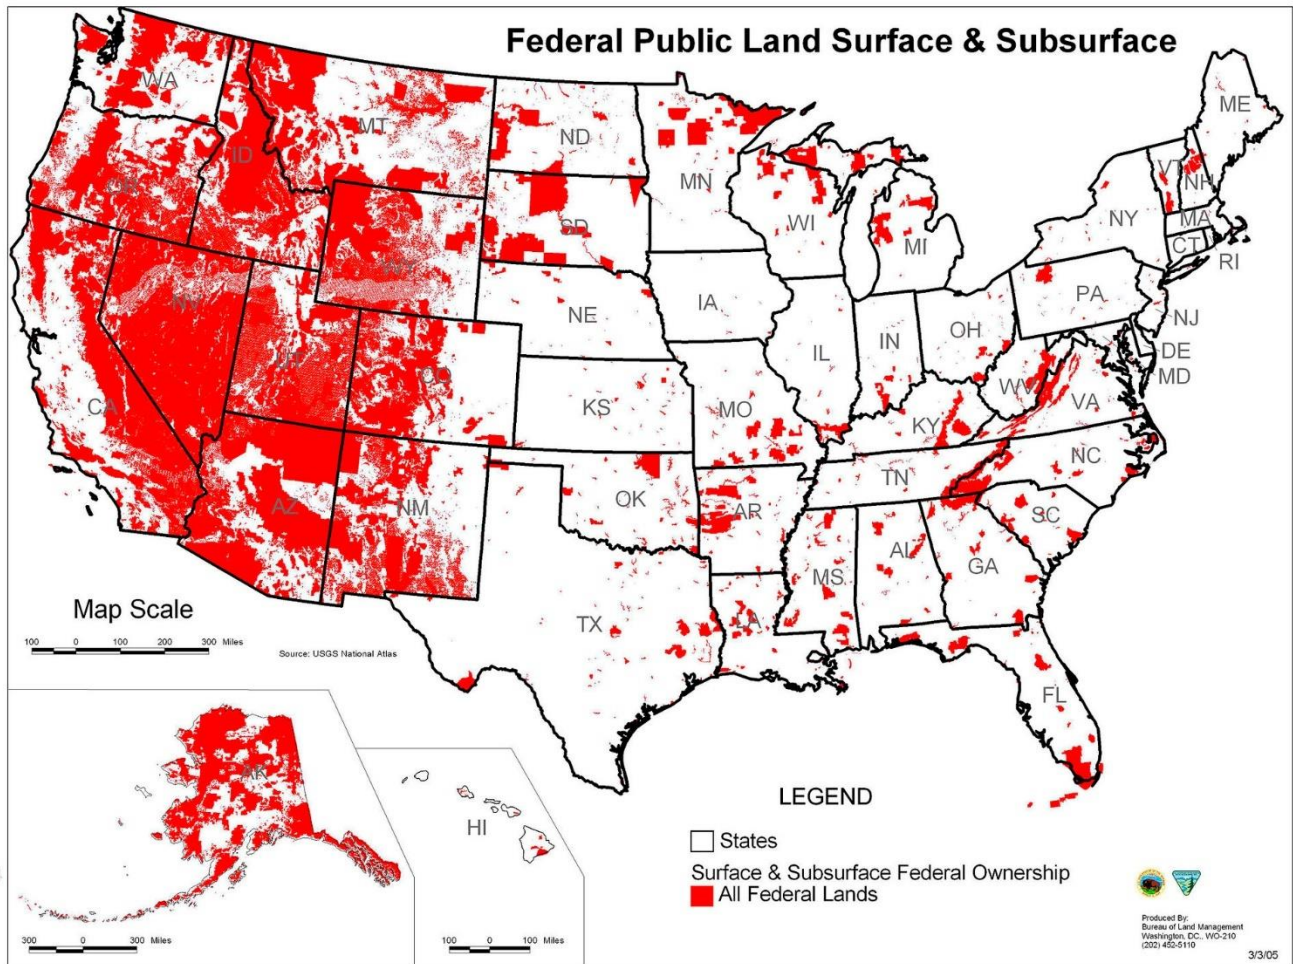 Federal Public Land Surface & Subsurface
WA
MT
ND
MN
ME
OR
ID
SD
WI
MI
VT
NH
NY
MA
CT
RI
WY
NE
IA
PA
NJ
NV
UT
CO
IL
IN
OH
DE
MD
CA
KS
MO
WV
VA
KY
AZ
NM
OK
AR
TN
NC
SC
MS
AL
GA
TX
LA
FL
Map Scale
100 0 100 200 300 Miles
Source: USGS National Atlas
AK
300 0 300 Miles
HI
100 0 100 Miles
LEGEND
States
Surface & Subsurface Federal Ownership
All Federal Lands
Produced By:
Bureau of Land Management
Washington, DC., WO-210
(202) 452-5110
3/3/05